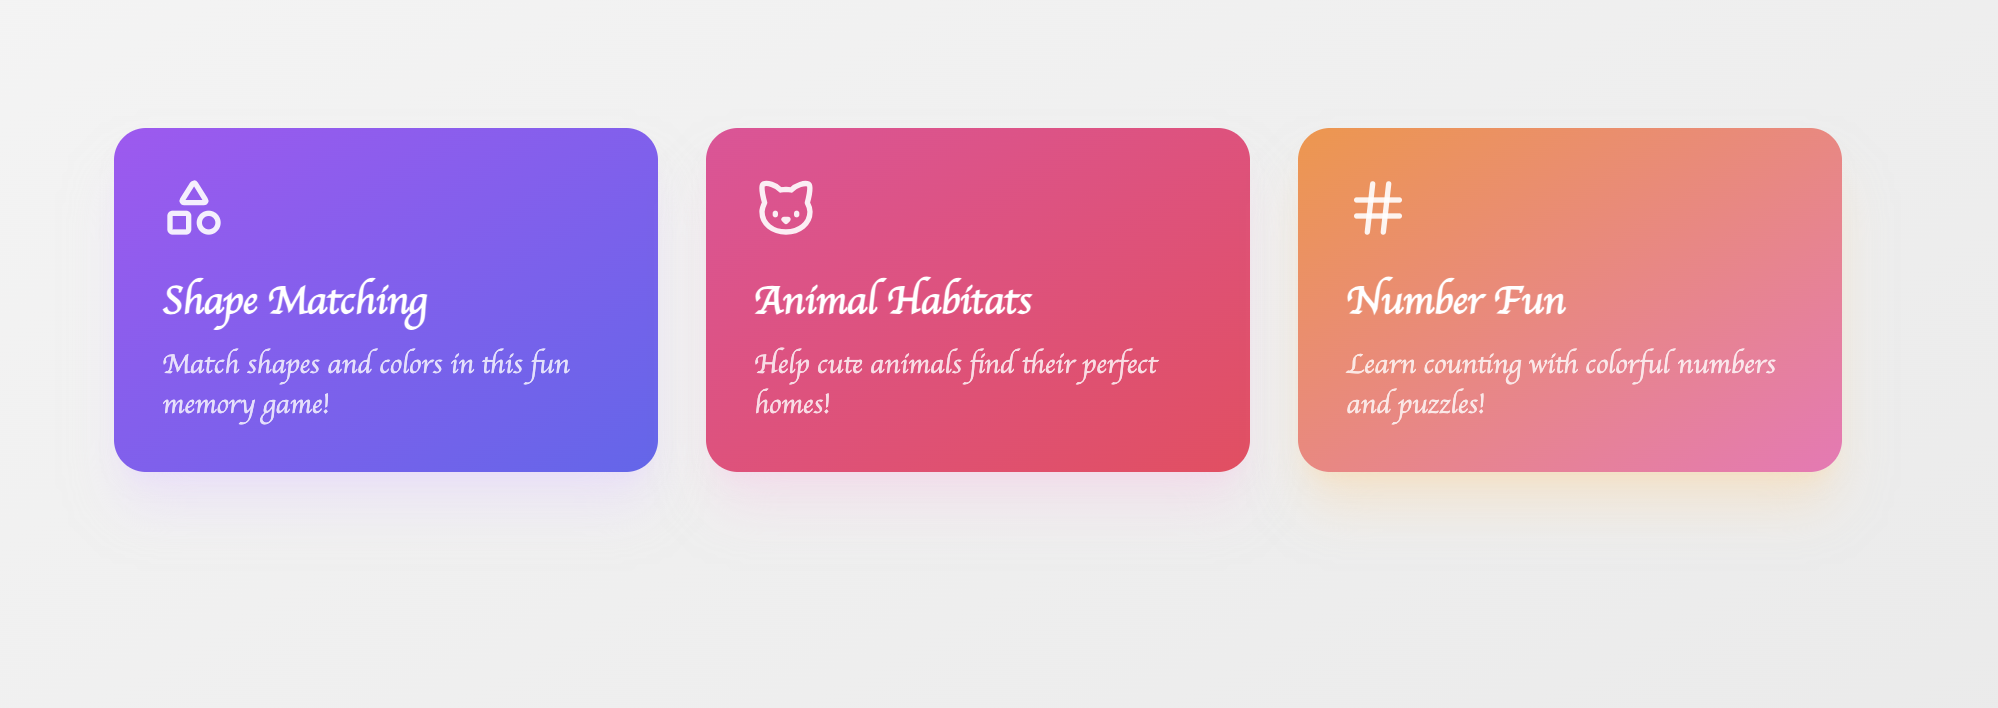 Shape Matching
Match shapes and colors in this fun
memory game!
Animal Habitats
Help cute animals find their perfect
homes!
Number Fun
Learn counting with colorful numbers
and puzzles!